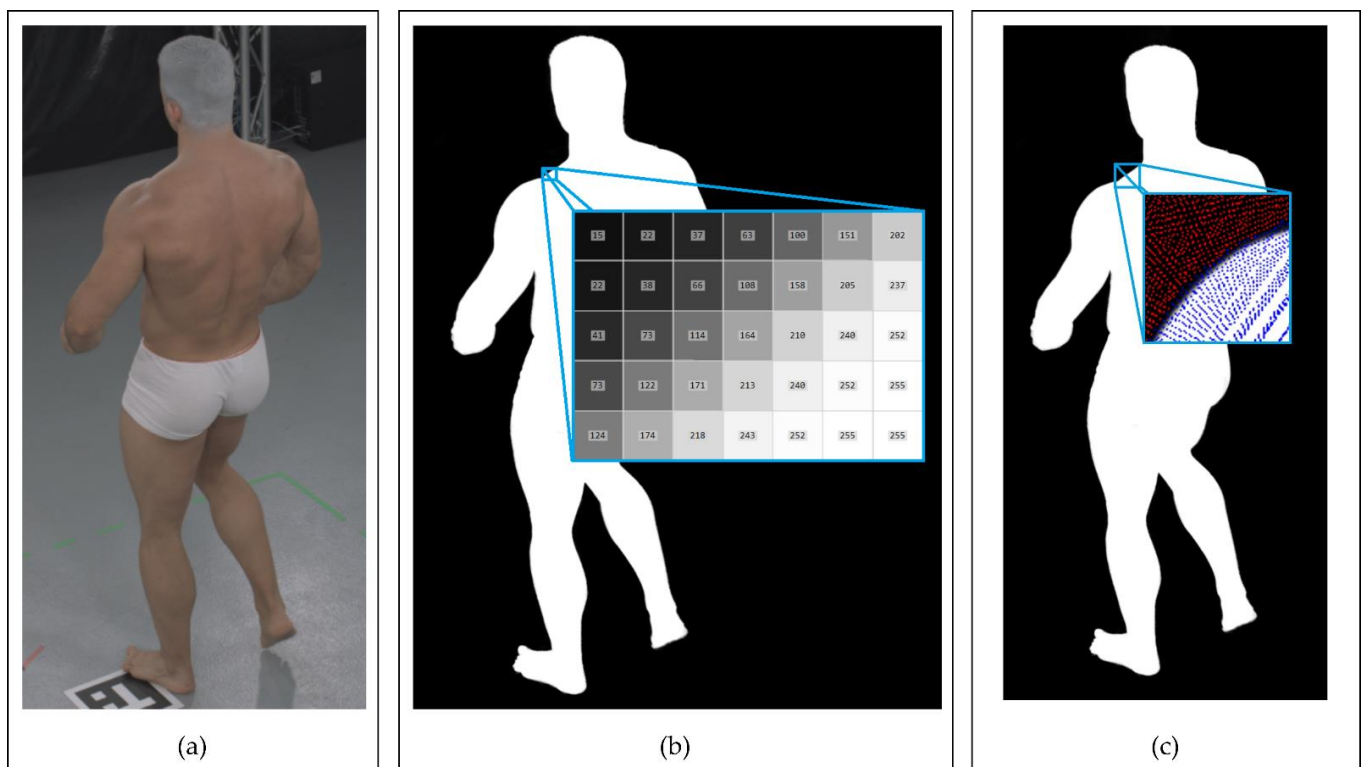 15 22 37 63 100 151 202
22 38 66 108 158 205 237
41 73 114 164 210 240 252
73 122 171 213 240 252 255
124 174 218 243 252 255 255
(a) (b) (c)